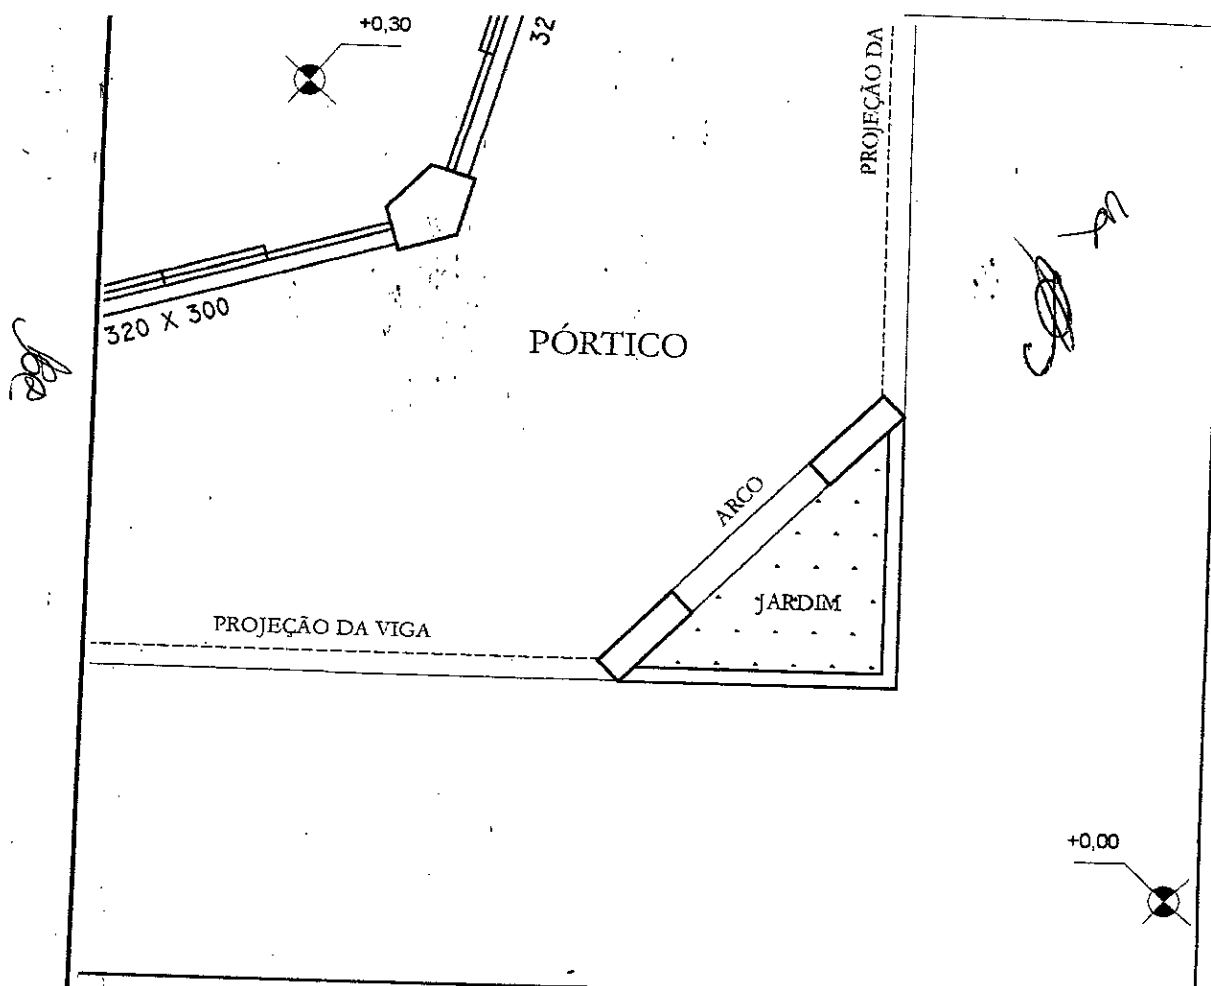 +0,30
32
PROJEÇÃO DA
320 X 300
PÓRTICO
ARCO
JARDIM
PROJEÇÃO DA VIGA
+0,00